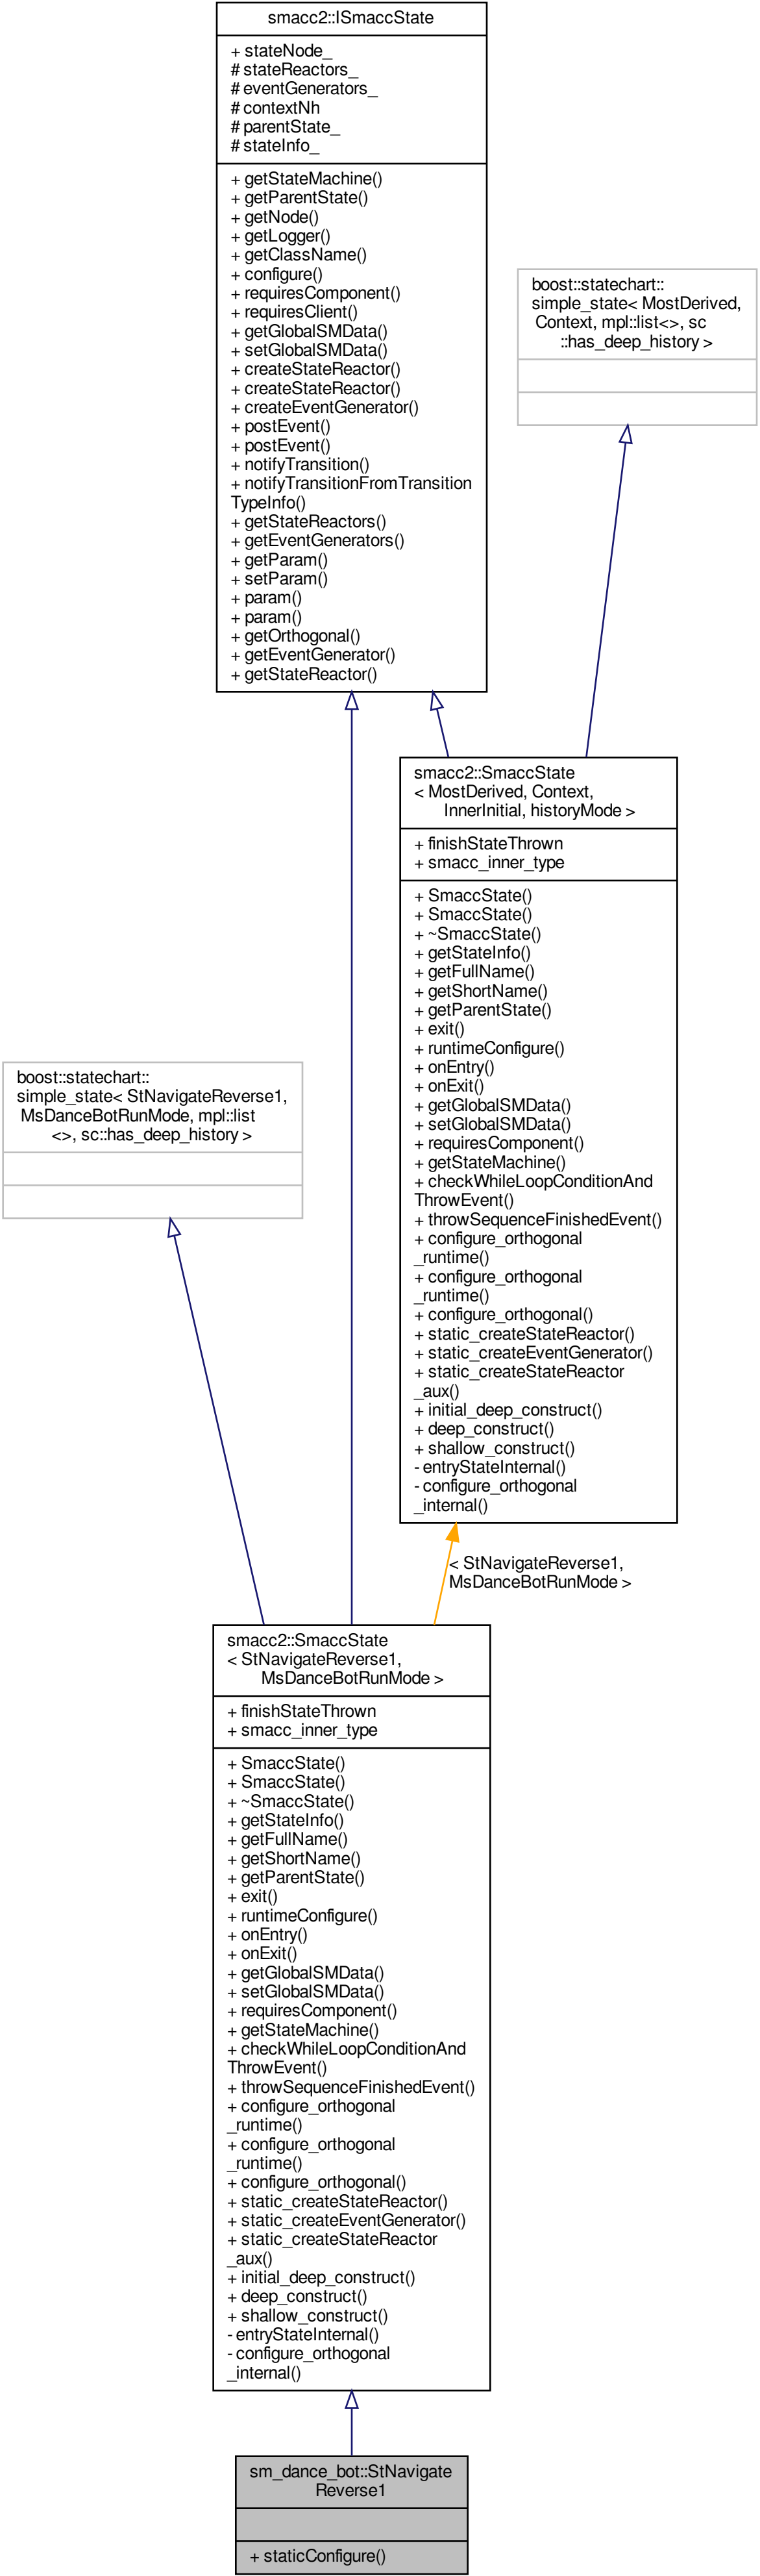 smacc2::ISmaccState
+ stateNode_
# stateReactors_
# eventGenerators_
# contextNh
# parentState_
# stateInfo_
+ getStateMachine()
+ getParentState()
+ getNode()
+ getLogger()
+ getClassName()
+ configure()
+ requiresComponent()
+ requiresClient()
+ getGlobalSMData()
+ setGlobalSMData()
+ createStateReactor()
+ createStateReactor()
+ createEventGenerator()
+ postEvent()
+ postEvent()
+ notifyTransition()
+ notifyTransitionFromTransition
TypeInfo()
+ getStateReactors()
+ getEventGenerators()
+ getParam()
+ setParam()
+ param()
+ param()
+ getOrthogonal()
+ getEventGenerator()
+ getStateReactor()
boost::statechart::
simple_state< MostDerived,
Context, mpl::list<>, sc
::has_deep_history >
smacc2::SmaccState
< MostDerived, Context,
InnerInitial, historyMode >
+ finishStateThrown
+ smacc_inner_type
+ SmaccState()
+ SmaccState()
+ ~SmaccState()
+ getStateInfo()
+ getFullName()
+ getShortName()
+ getParentState()
+ exit()
+ runtimeConfigure()
+ onEntry()
+ onExit()
+ getGlobalSMData()
+ setGlobalSMData()
+ requiresComponent()
+ getStateMachine()
+ checkWhileLoopConditionAnd
ThrowEvent()
+ throwSequenceFinishedEvent()
+ configure_orthogonal
_runtime()
+ configure_orthogonal
_runtime()
+ configure_orthogonal()
+ static_createStateReactor()
+ static_createEventGenerator()
+ static_createStateReactor
_aux()
+ initial_deep_construct()
+ deep_construct()
+ shallow_construct()
- entryStateInternal()
- configure_orthogonal
_internal()
boost::statechart::
simple_state< StNavigateReverse1,
MsDanceBotRunMode, mpl::list
<>, sc::has_deep_history >
< StNavigateReverse1,
MsDanceBotRunMode >
smacc2::SmaccState
< StNavigateReverse1,
MsDanceBotRunMode >
+ finishStateThrown
+ smacc_inner_type
+ SmaccState()
+ SmaccState()
+ ~SmaccState()
+ getStateInfo()
+ getFullName()
+ getShortName()
+ getParentState()
+ exit()
+ runtimeConfigure()
+ onEntry()
+ onExit()
+ getGlobalSMData()
+ setGlobalSMData()
+ requiresComponent()
+ getStateMachine()
+ checkWhileLoopConditionAnd
ThrowEvent()
+ throwSequenceFinishedEvent()
+ configure_orthogonal
_runtime()
+ configure_orthogonal
_runtime()
+ configure_orthogonal()
+ static_createStateReactor()
+ static_createEventGenerator()
+ static_createStateReactor
_aux()
+ initial_deep_construct()
+ deep_construct()
+ shallow_construct()
- entryStateInternal()
- configure_orthogonal
_internal()
sm_dance_bot::StNavigate
Reverse1
+ staticConfigure()